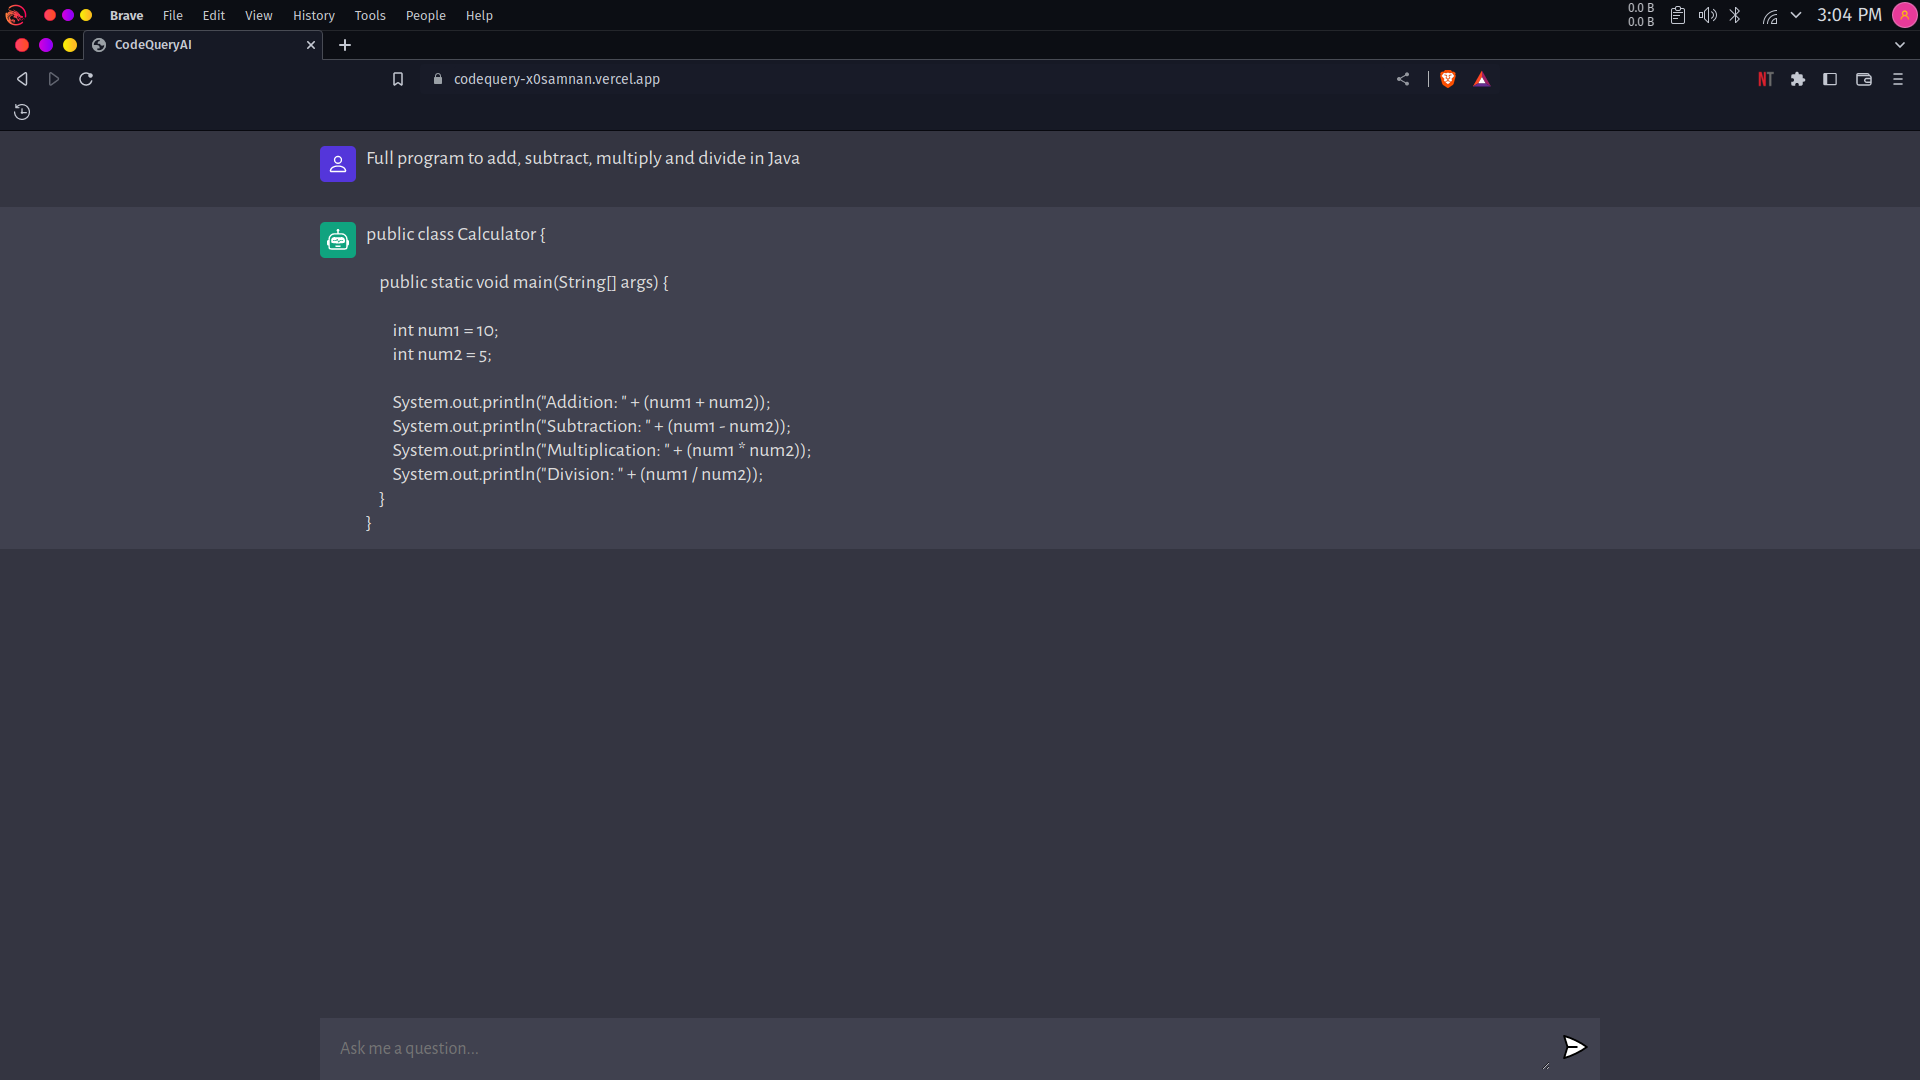 Brave File Edit View History Tools People Help
0.0 B
0.0 B
3:04 PM
CodeQueryAI
codequery-x0samnan.vercel.app
NT
Full program to add, subtract, multiply and divide in Java
public class Calculator {
public static void main(String[] args) {
int num1 = 10;
int num2 = 5;
System.out.println("Addition: " + (num1 + num2));
System.out.println("Subtraction: " + (num1 - num2));
System.out.println("Multiplication: " + (num1 * num2));
System.out.println("Division: " + (num1 / num2));
}
}
Ask me a question...